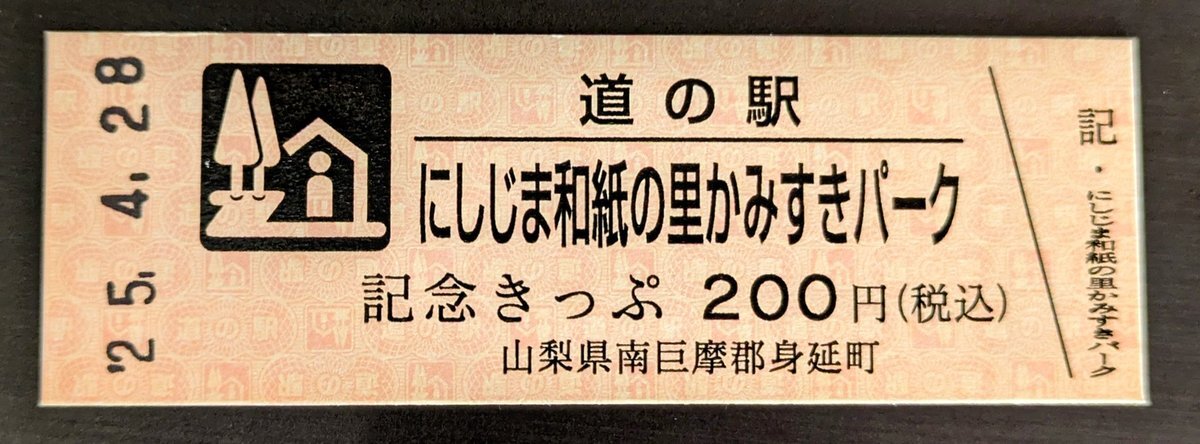 '25. 4. 28
道の駅
にしじま和紙の里かみすきパーク
記念きっぷ 200円(税込)
山梨県南巨摩郡身延町
記・にしじま和紙の里かみすきパーク